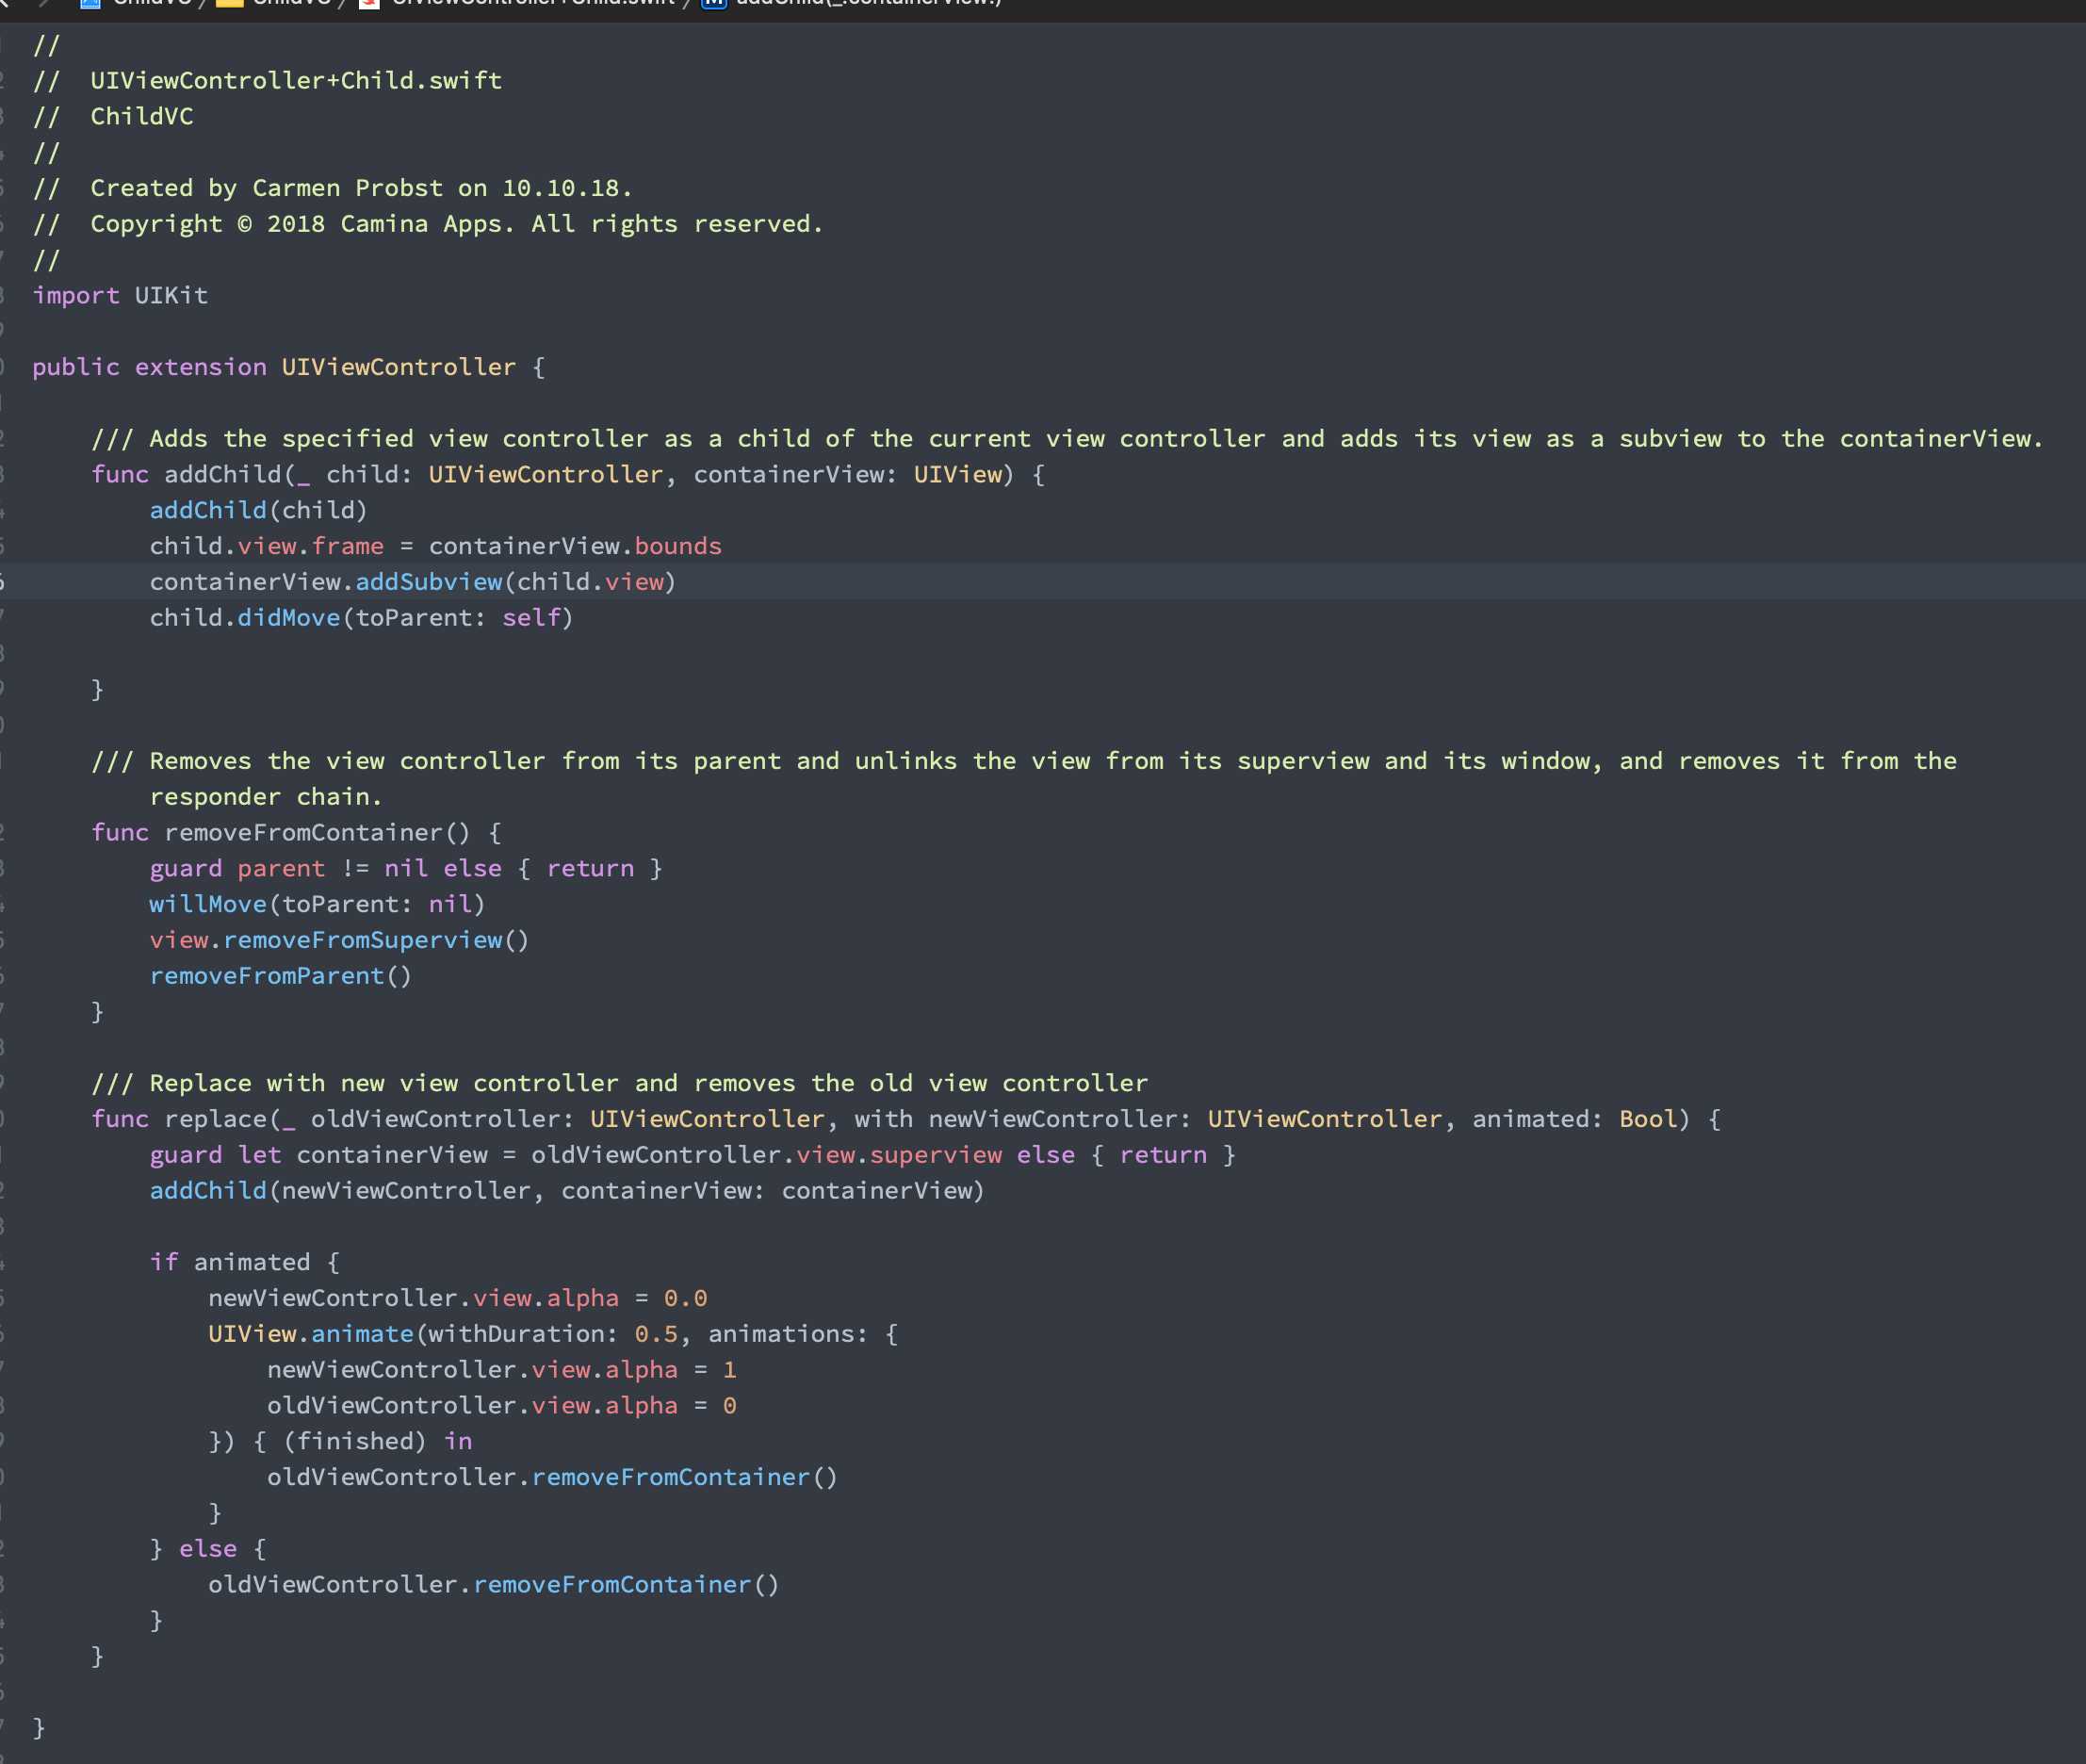 //
//  UIViewController+Child.swift
//  ChildVC
//
//  Created by Carmen Probst on 10.10.18.
//  Copyright © 2018 Camina Apps. All rights reserved.
//
import UIKit

public extension UIViewController {

    /// Adds the specified view controller as a child of the current view controller and adds its view as a subview to the containerView.
    func addChild(_ child: UIViewController, containerView: UIView) {
        addChild(child)
        child.view.frame = containerView.bounds
        containerView.addSubview(child.view)
        child.didMove(toParent: self)

    }

    /// Removes the view controller from its parent and unlinks the view from its superview and its window, and removes it from the
        responder chain.
    func removeFromContainer() {
        guard parent != nil else { return }
        willMove(toParent: nil)
        view.removeFromSuperview()
        removeFromParent()
    }

    /// Replace with new view controller and removes the old view controller
    func replace(_ oldViewController: UIViewController, with newViewController: UIViewController, animated: Bool) {
        guard let containerView = oldViewController.view.superview else { return }
        addChild(newViewController, containerView: containerView)

        if animated {
            newViewController.view.alpha = 0.0
            UIView.animate(withDuration: 0.5, animations: {
                newViewController.view.alpha = 1
                oldViewController.view.alpha = 0
            }) { (finished) in
                oldViewController.removeFromContainer()
            }
        } else {
            oldViewController.removeFromContainer()
        }
    }

}